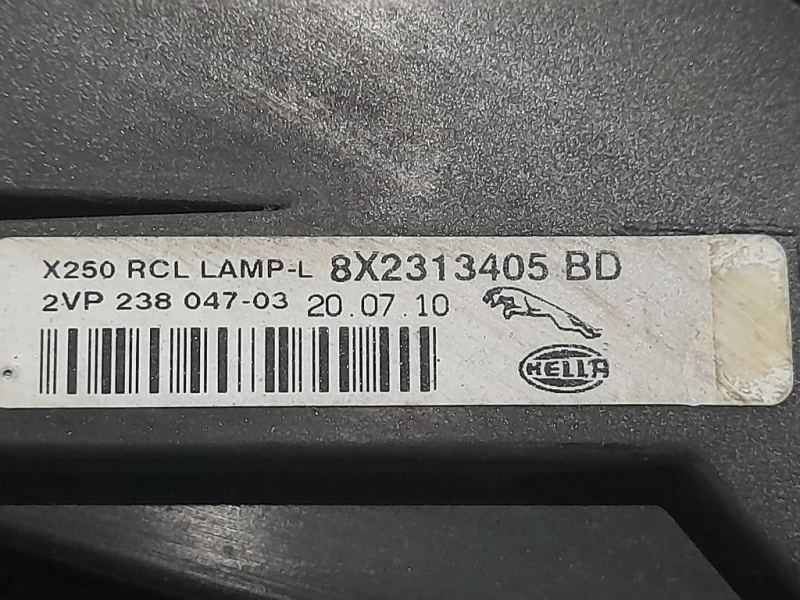 X250 RCL LAMP-L 8X2313405 BD
2VP 238 047-03 20.07.10
HELLA